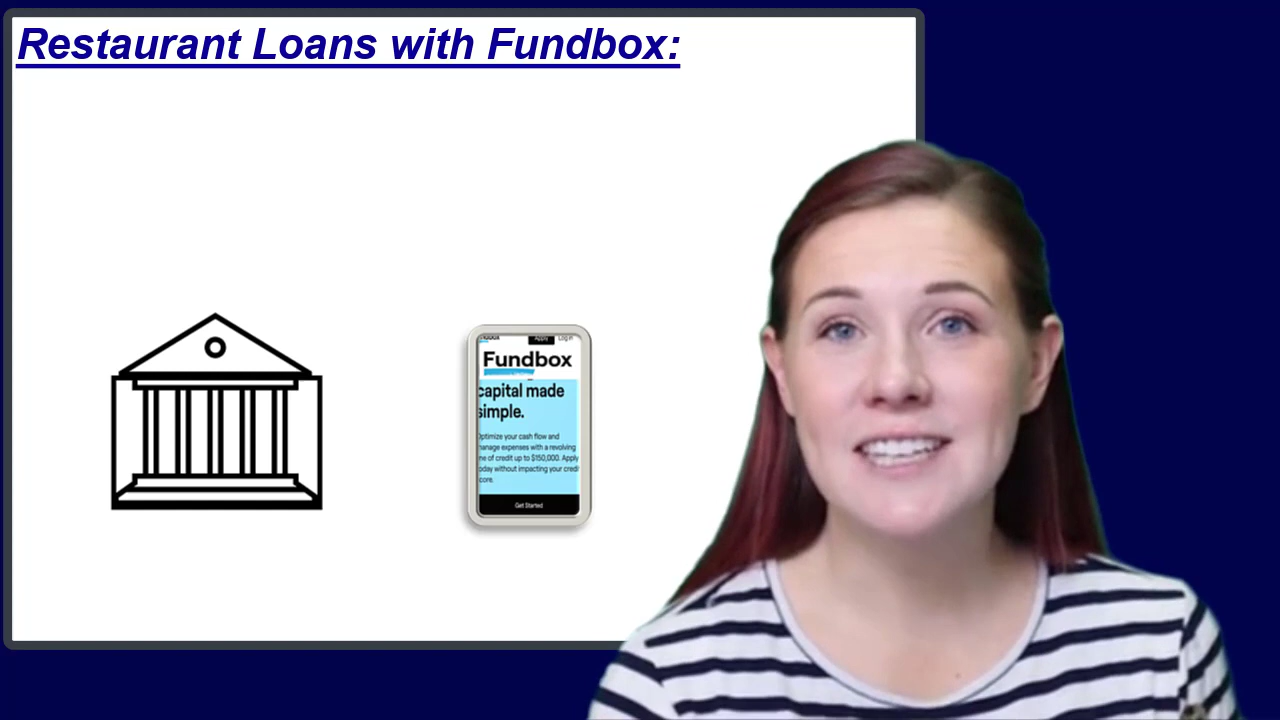 Restaurant Loans with Fundbox:
Apply Log in
Fundbox
capital made
simple.
Optimize your cash flow and
manage expenses with a revolving
line of credit up to $150,000. Apply
today without impacting your credit
score.
Get Started